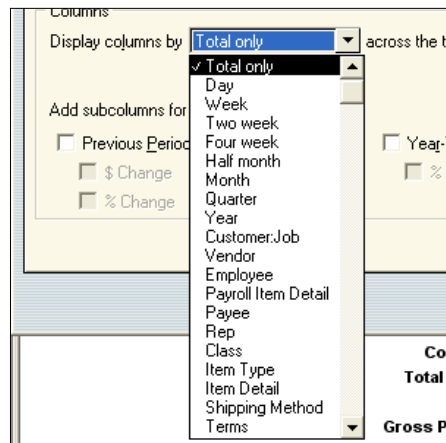 Columns
Display columns by Total only across the t
✓ Total only
Day
Week
Two week
Add subcolumns for
Four week
Previous Perio
Year-
Half month
$ Change
%
Month
Quarter
% Change
Year
Customer:Job
Vendor
Employee
Payroll Item Detail
Payee
Rep
Class
Co
Item Type
Total
Item Detail
Shipping Method
Terms
Gross P